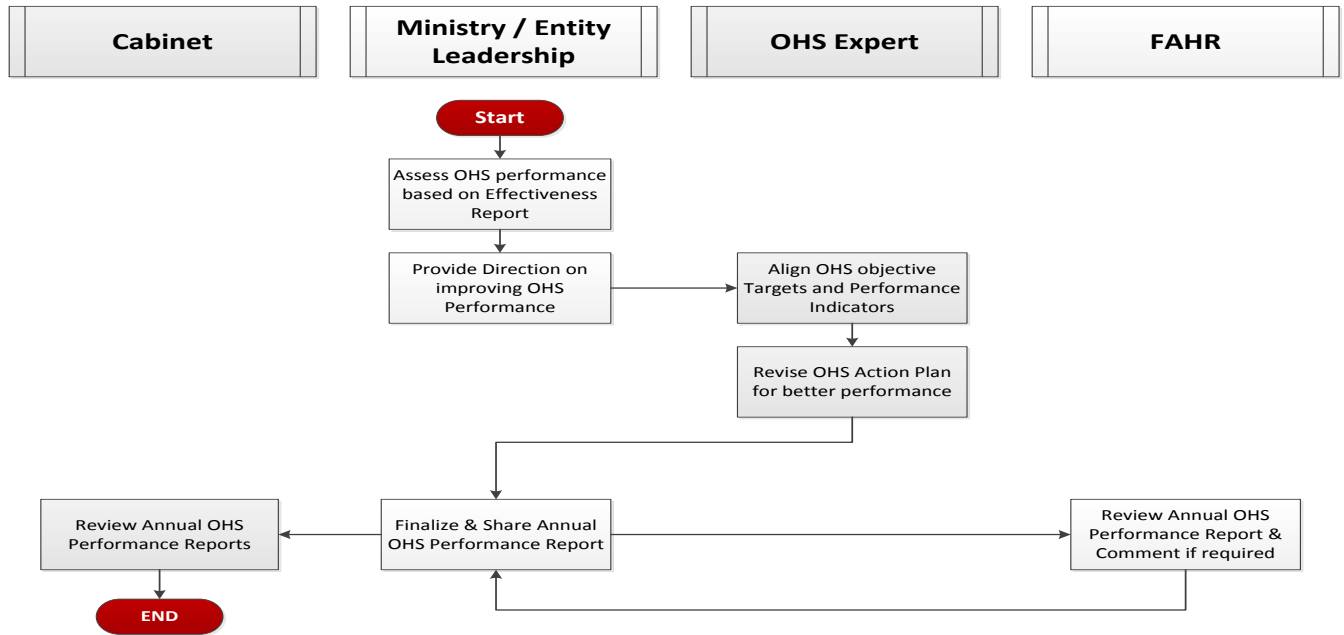 Cabinet
Ministry / Entity
Leadership
OHS Expert
FAHR
Start
Assess OHS performance
based on Effectiveness
Report
Provide Direction on
improving OHS
Performance
Align OHS objective
Targets and Performance
Indicators
Revise OHS Action Plan
for better performance
Review Annual OHS
Performance Reports
Finalize & Share Annual
OHS Performance Report
Review Annual OHS
Performance Report &
Comment if required
END